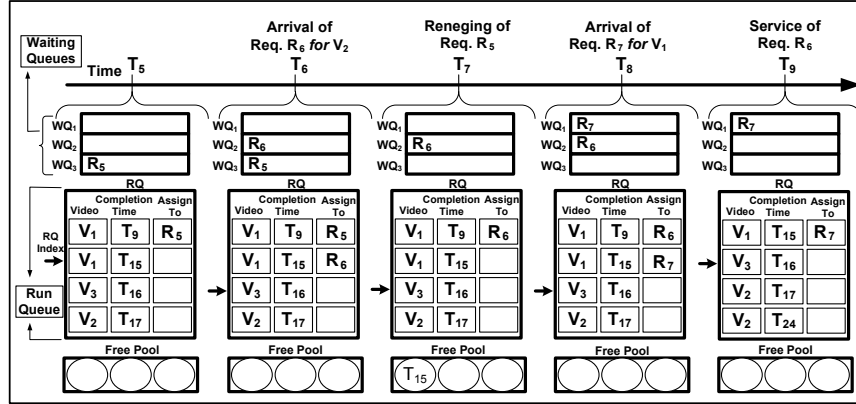 Waiting Queues
Time
T5
Arrival of
Req. R6 for V2
T6
Reneging of
Req. R5
T7
Arrival of
Req. R7 for V1
T8
Service of
Req. R6
T9
WQ1
WQ2
WQ3 R5
WQ1
WQ2 R6
WQ3 R5
WQ1
WQ2 R6
WQ3
WQ1 R7
WQ2 R6
WQ3
WQ1 R7
WQ2
WQ3
RQ Index
Run Queue
RQ
Video Completion Time Assign To
V1 T9 R5
V1 T15
V3 T16
V2 T17
Free Pool
RQ
Video Completion Time Assign To
V1 T9 R5
V1 T15 R6
V3 T16
V2 T17
Free Pool
RQ
Video Completion Time Assign To
V1 T9 R6
V1 T15
V3 T16
V2 T17
Free Pool
T15
RQ
Video Completion Time Assign To
V1 T9 R6
V1 T15 R7
V3 T16
V2 T17
Free Pool
RQ
Video Completion Time Assign To
V1 T15 R7
V3 T16
V2 T17
V2 T24
Free Pool